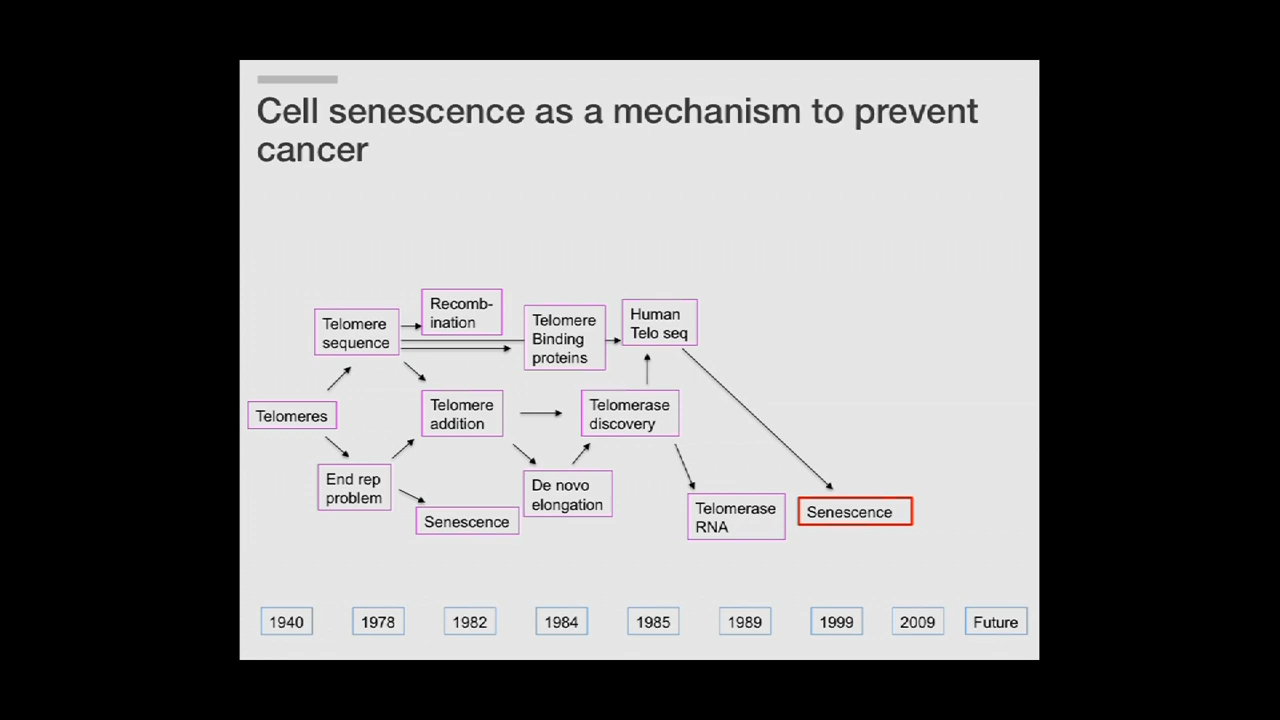 Cell senescence as a mechanism to prevent
cancer
Recomb-
ination
Telomere
sequence
Telomere
Binding
proteins
Human
Telo seq
Telomeres
Telomere
addition
Telomerase
discovery
End rep
problem
Senescence
De novo
elongation
Telomerase
RNA
Senescence
1940
1978
1982
1984
1985
1989
1999
2009
Future